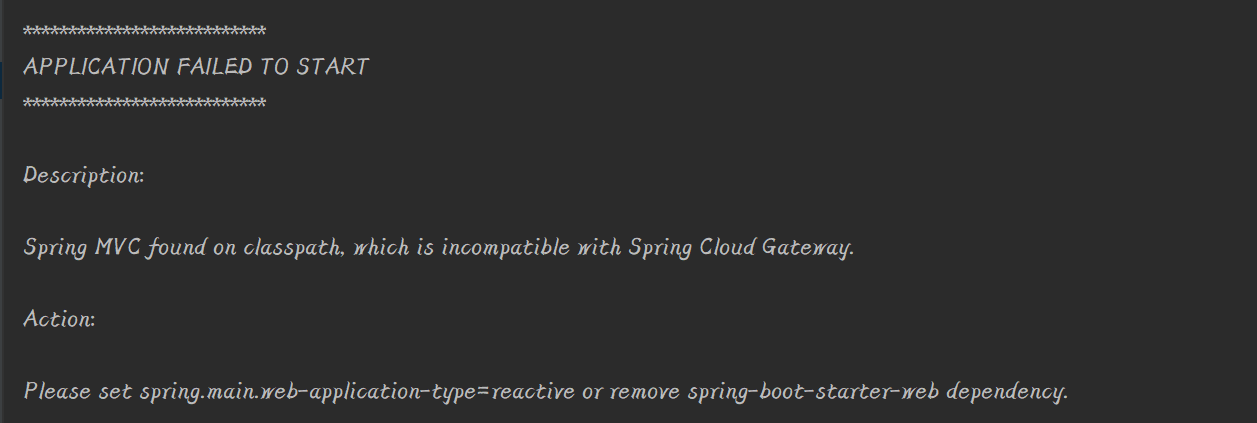 ***************************
APPLICATION FAILED TO START
***************************
Description:
Spring MVC found on classpath, which is incompatible with Spring Cloud Gateway.
Action:
Please set spring.main.web-application-type=reactive or remove spring-boot-starter-web dependency.